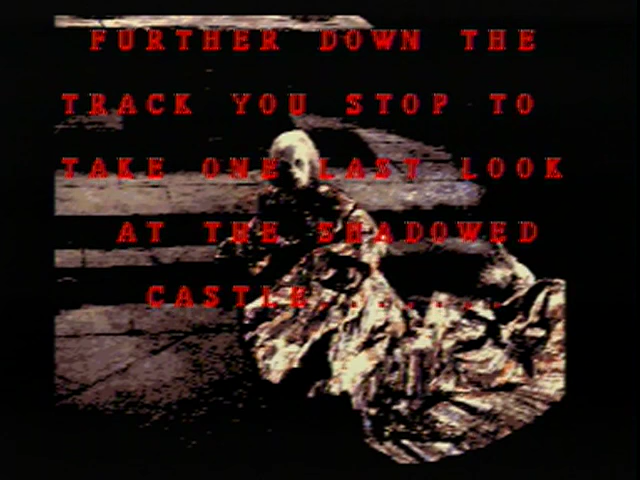 FURTHER DOWN THE
TRACK YOU STOP TO
TAKE ONE LAST LOOK
AT THE SHADOWED
CASTLE.......